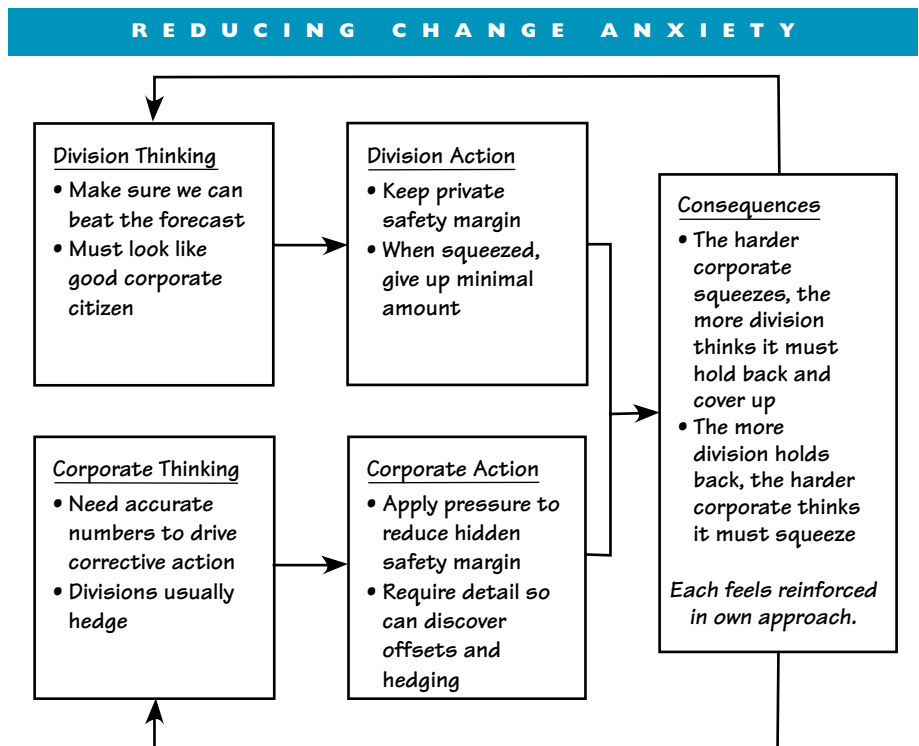 REDUCING CHANGE ANXIETY
Division Thinking
• Make sure we can
beat the forecast
• Must look like
good corporate
citizen
Division Action
• Keep private
safety margin
• When squeezed,
give up minimal
amount
Corporate Thinking
• Need accurate
numbers to drive
corrective action
• Divisions usually
hedge
Corporate Action
• Apply pressure to
reduce hidden
safety margin
• Require detail so
can discover
offsets and
hedging
Consequences
• The harder
corporate
squeezes, the
more division
thinks it must
hold back and
cover up
• The more
division holds
back, the harder
corporate thinks
it must squeeze
Each feels reinforced
in own approach.